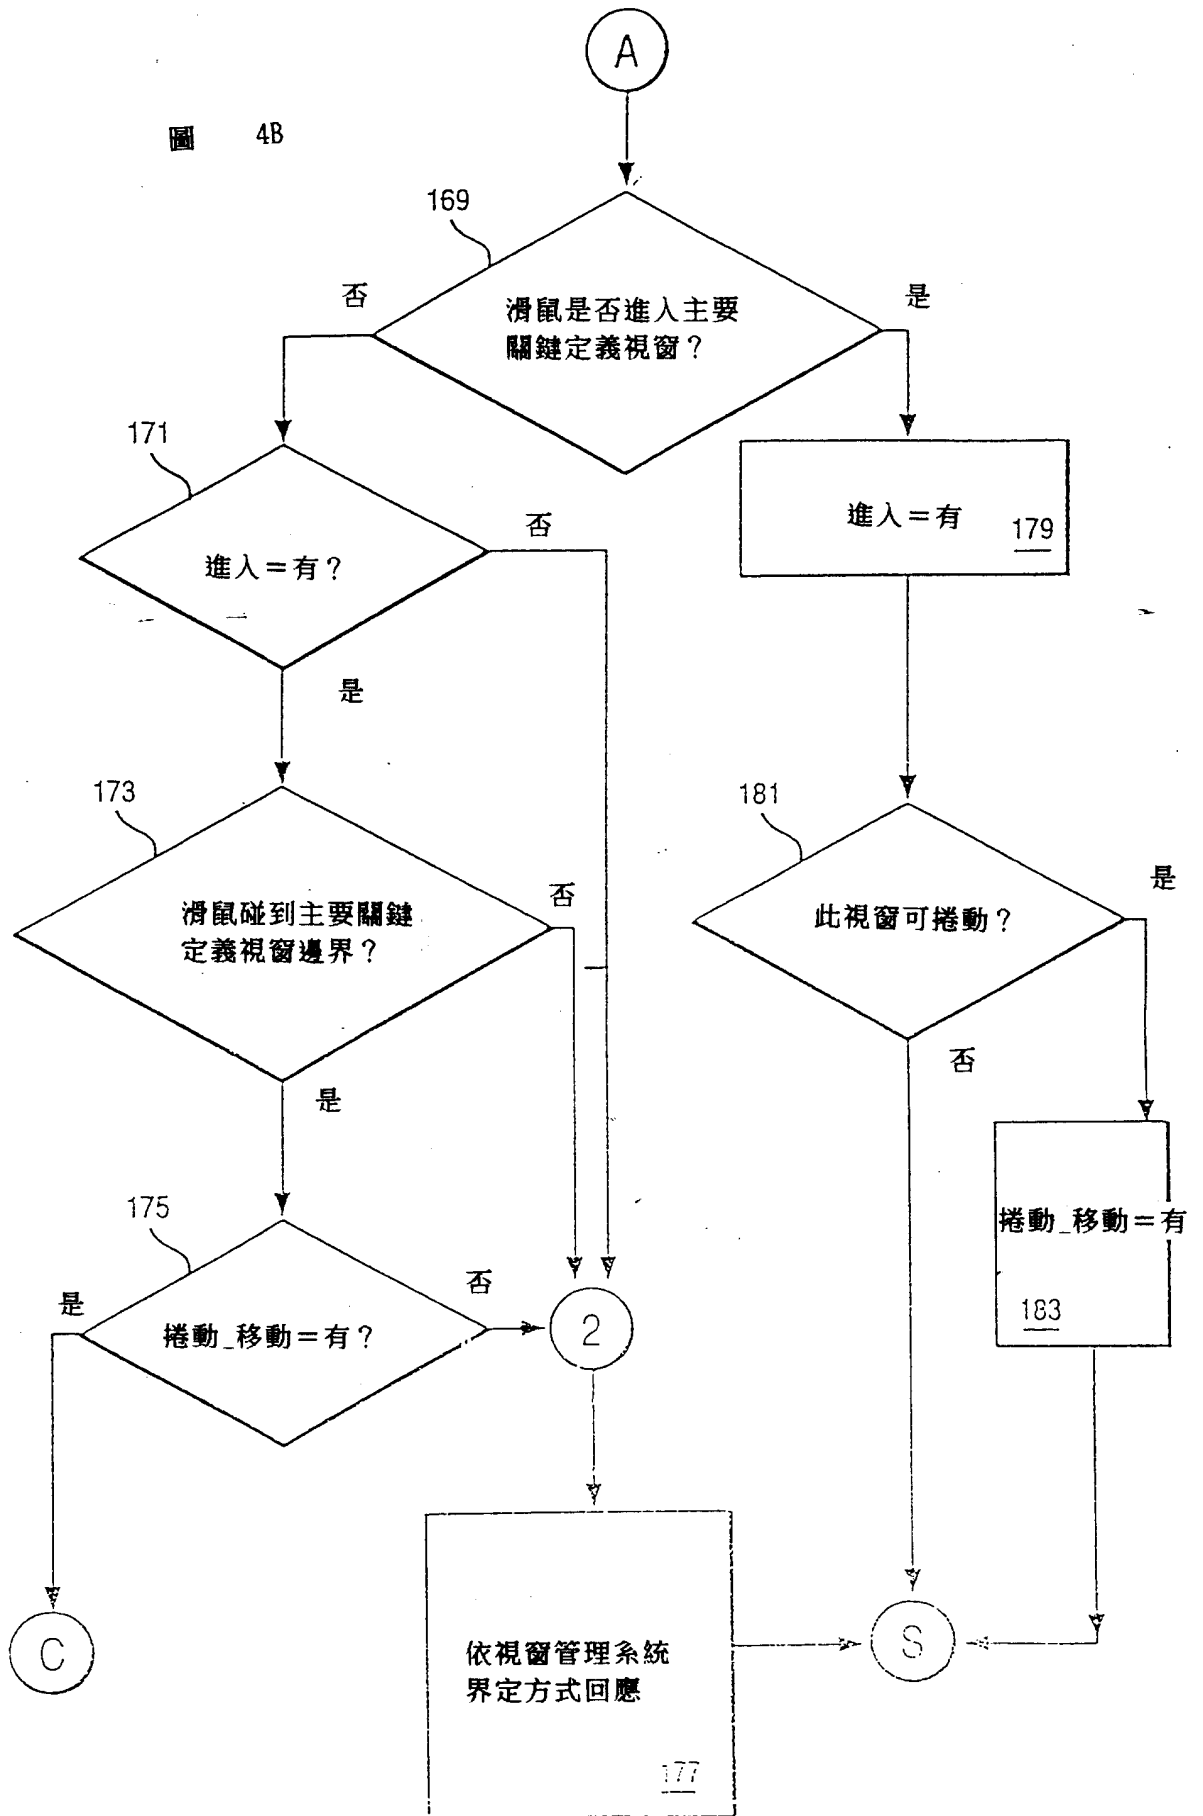 A
圖 4B
169
否
是
滑鼠是否進入主要
關鍵定義視窗？
171
否
進入＝有？
進入＝有
179
是
173
181
否
是
滑鼠碰到主要關鍵
定義視窗邊界？
此視窗可捲動？
否
是
175
捲動_移動＝有
183
是
否
捲動_移動＝有？
2
C
S
依視窗管理系統
界定方式回應
177